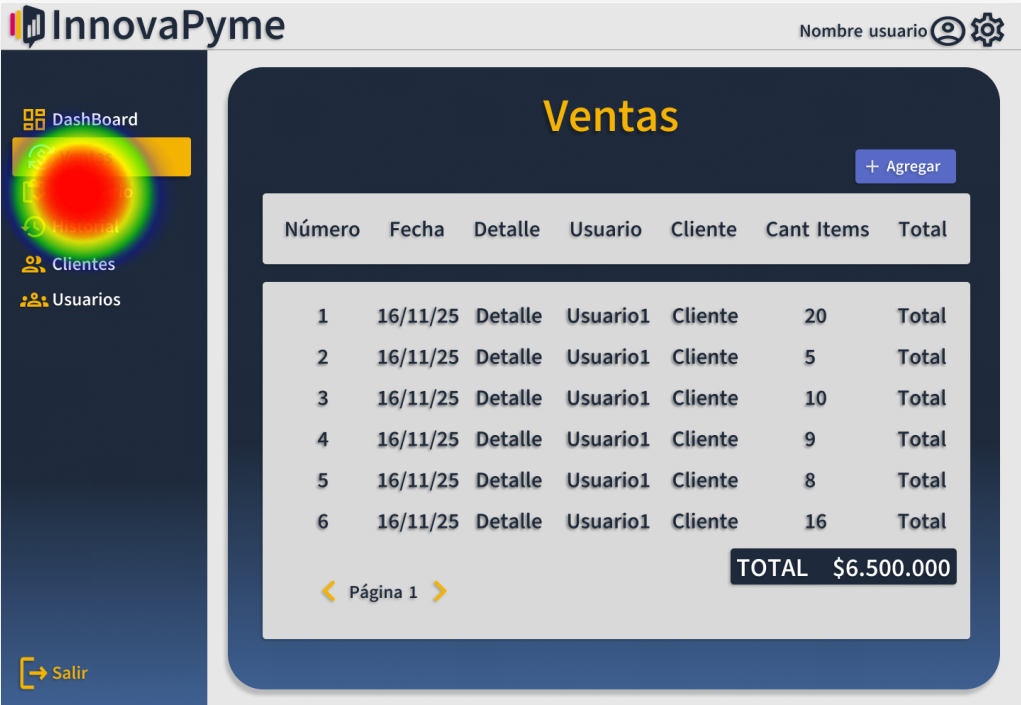 InnovaPyme
Nombre usuario
DashBoard
Historial
Clientes
Usuarios
Salir
Ventas
+ Agregar
Número Fecha Detalle Usuario Cliente Cant Items Total
1 16/11/25 Detalle Usuario1 Cliente 20 Total
2 16/11/25 Detalle Usuario1 Cliente 5 Total
3 16/11/25 Detalle Usuario1 Cliente 10 Total
4 16/11/25 Detalle Usuario1 Cliente 9 Total
5 16/11/25 Detalle Usuario1 Cliente 8 Total
6 16/11/25 Detalle Usuario1 Cliente 16 Total
TOTAL $6.500.000
Página 1